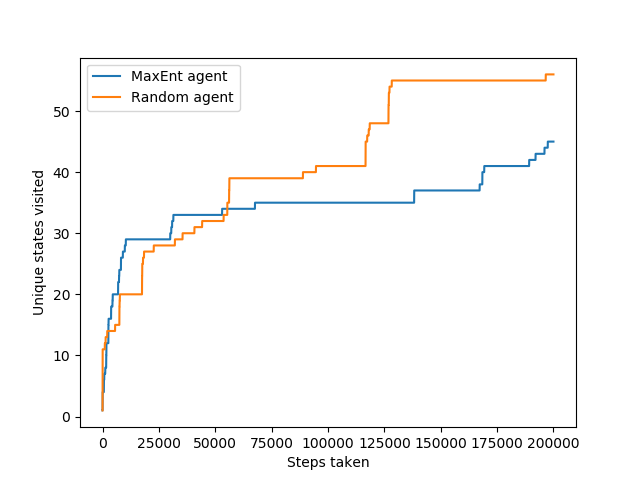 MaxEnt agent
Random agent
Unique states visited
50
40
30
20
10
0
0 25000 50000 75000 100000 125000 150000 175000 200000
Steps taken